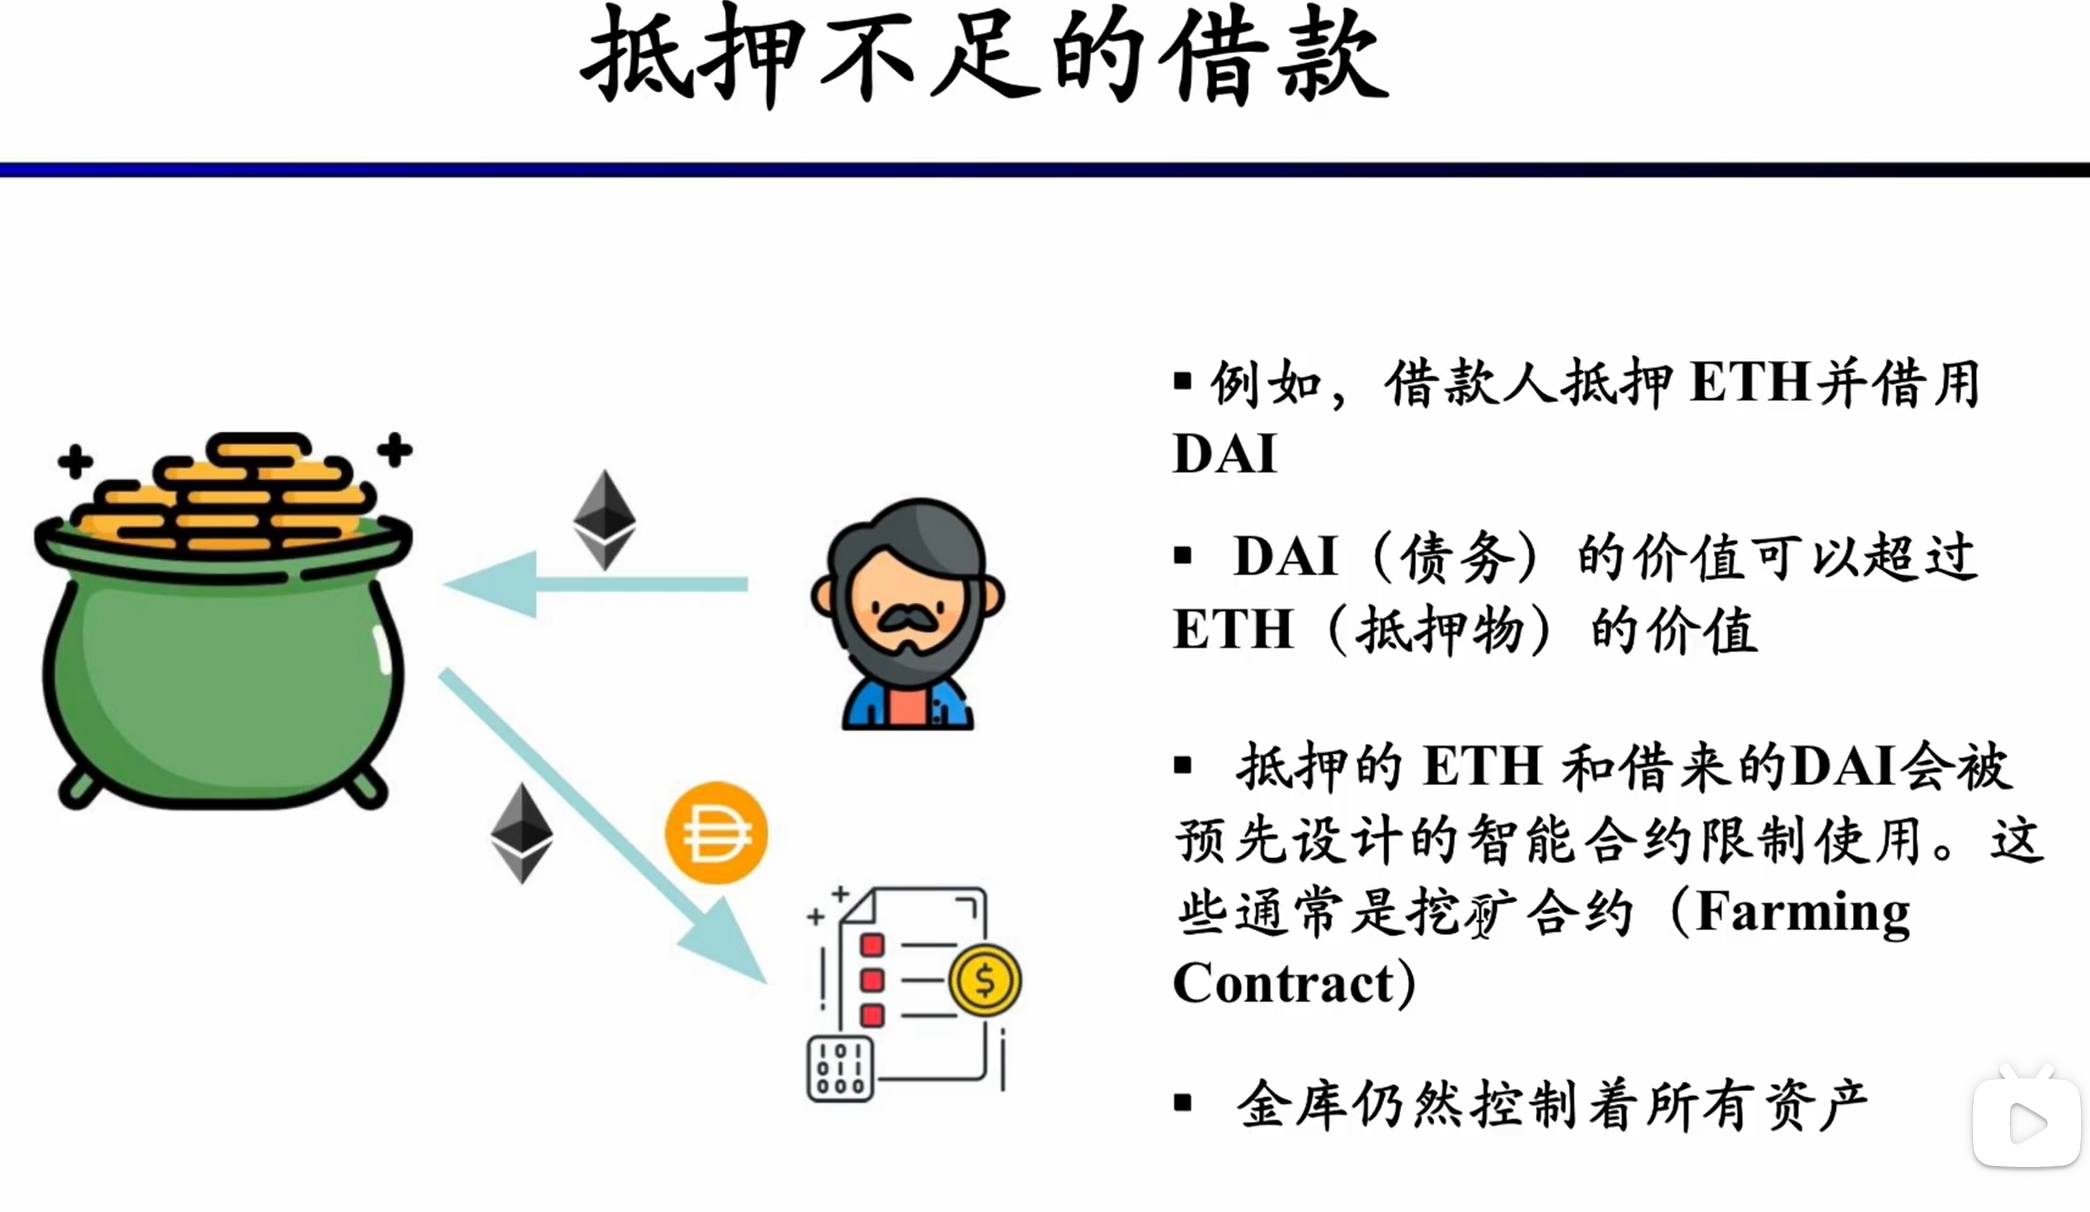 抵押不足的借款
▪ 例如，借款人抵押 ETH并借用
DAI
▪ DAI（债务）的价值可以超过
ETH（抵押物）的价值
▪ 抵押的 ETH 和借来的DAI会被
预先设计的智能合约限制使用。这
些通常是挖矿合约（Farming
Contract）
▪ 金库仍然控制着所有资产
$
101
011
000